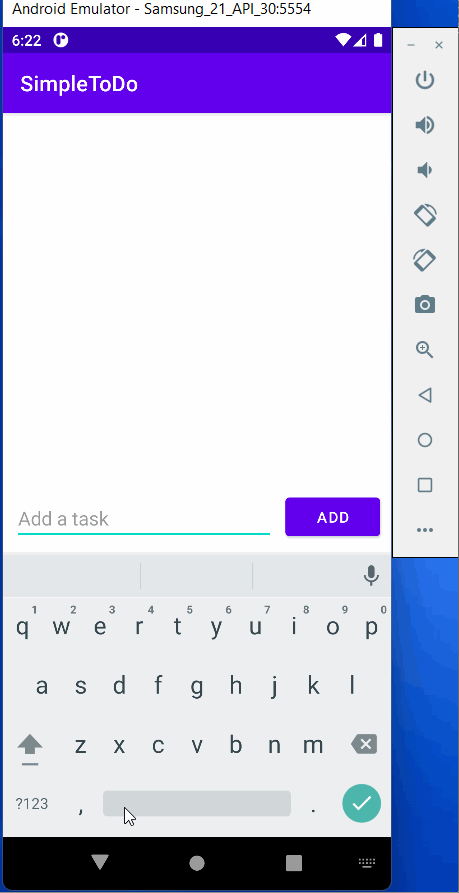 Android Emulator - Samsung_21_API_30:5554
6:22
SimpleToDo
Add a task
ADD
1 2 3 4 5 6 7 8 9 0
q w e r t y u i o p
a s d f g h j k l
z x c v b n m
?123 , .